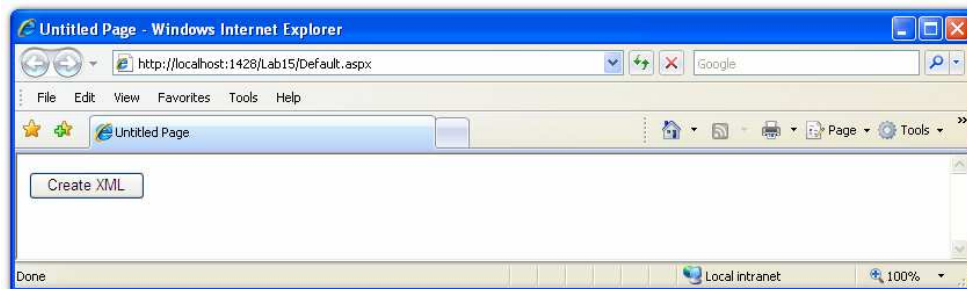 Untitled Page - Windows Internet Explorer
http://localhost:1428/Lab15/Default.aspx
Google
File Edit View Favorites Tools Help
Untitled Page
Page
Tools
»
Create XML
Done
Local intranet
100%